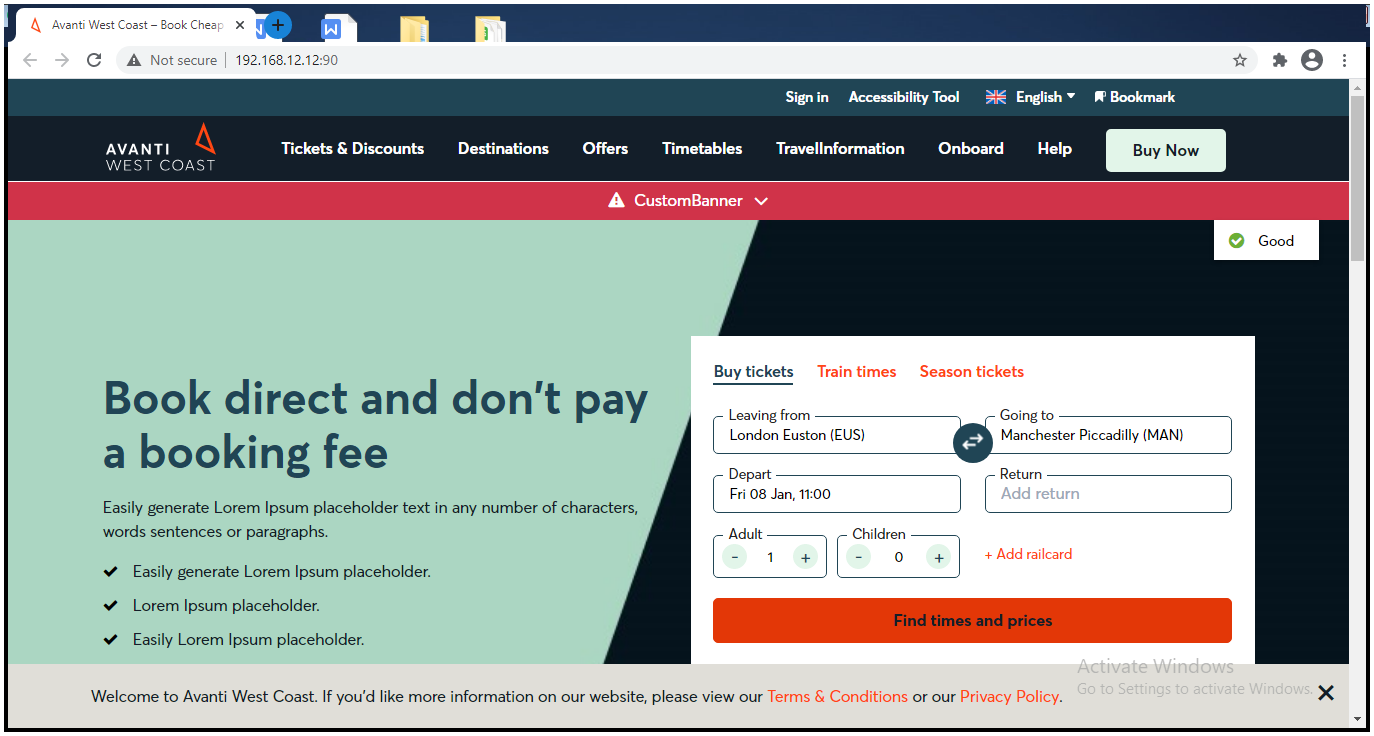 Avanti West Coast – Book Cheap
Not secure
192.168.12.12:90
Sign in
Accessibility Tool
English
Bookmark
AVANTI
WEST COAST
Tickets & Discounts
Destinations
Offers
Timetables
TravelInformation
Onboard
Help
Buy Now
CustomBanner
Good
Book direct and don't pay
a booking fee
Easily generate Lorem Ipsum placeholder text in any number of characters,
words sentences or paragraphs.
Easily generate Lorem Ipsum placeholder.
Lorem Ipsum placeholder.
Easily Lorem Ipsum placeholder.
Buy tickets
Train times
Season tickets
Leaving from
London Euston (EUS)
Going to
Manchester Piccadilly (MAN)
Depart
Fri 08 Jan, 11:00
Return
Add return
Adult
- 1 +
Children
- 0 +
+ Add railcard
Find times and prices
Activate Windows
Go to Settings to activate Windows.
Welcome to Avanti West Coast. If you'd like more information on our website, please view our Terms & Conditions or our Privacy Policy.